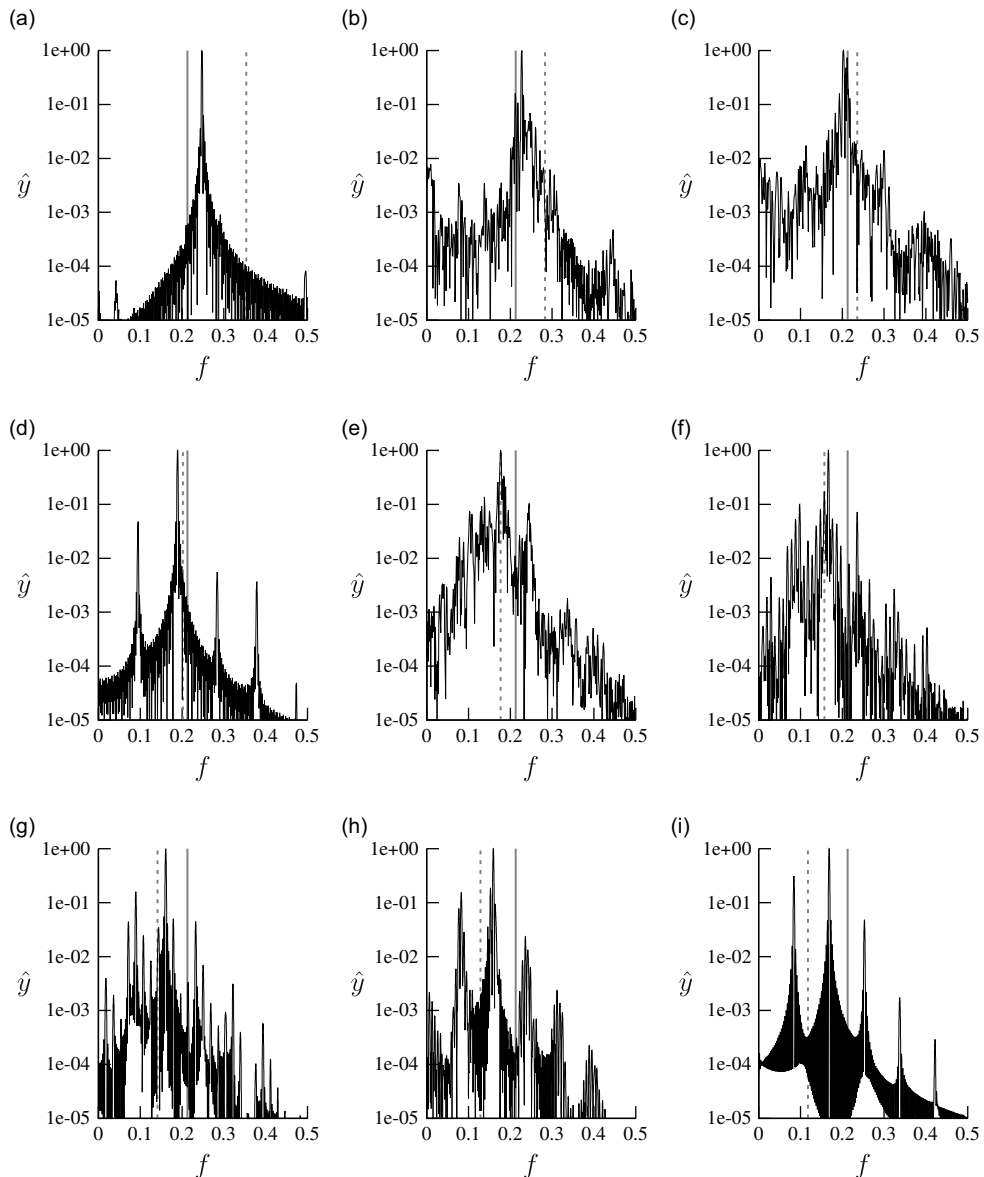 (a) (b) (c)
1e+00 1e+00 1e+00
1e-01 1e-01 1e-01
1e-02 1e-02 1e-02
ŷ ŷ ŷ
1e-03 1e-03 1e-03
1e-04 1e-04 1e-04
1e-05 1e-05 1e-05
0 0.1 0.2 0.3 0.4 0.5 0 0.1 0.2 0.3 0.4 0.5 0 0.1 0.2 0.3 0.4 0.5
f f f
(d) (e) (f)
1e+00 1e+00 1e+00
1e-01 1e-01 1e-01
1e-02 1e-02 1e-02
ŷ ŷ ŷ
1e-03 1e-03 1e-03
1e-04 1e-04 1e-04
1e-05 1e-05 1e-05
0 0.1 0.2 0.3 0.4 0.5 0 0.1 0.2 0.3 0.4 0.5 0 0.1 0.2 0.3 0.4 0.5
f f f
(g) (h) (i)
1e+00 1e+00 1e+00
1e-01 1e-01 1e-01
1e-02 1e-02 1e-02
ŷ ŷ ŷ
1e-03 1e-03 1e-03
1e-04 1e-04 1e-04
1e-05 1e-05 1e-05
0 0.1 0.2 0.3 0.4 0.5 0 0.1 0.2 0.3 0.4 0.5 0 0.1 0.2 0.3 0.4 0.5
f f f